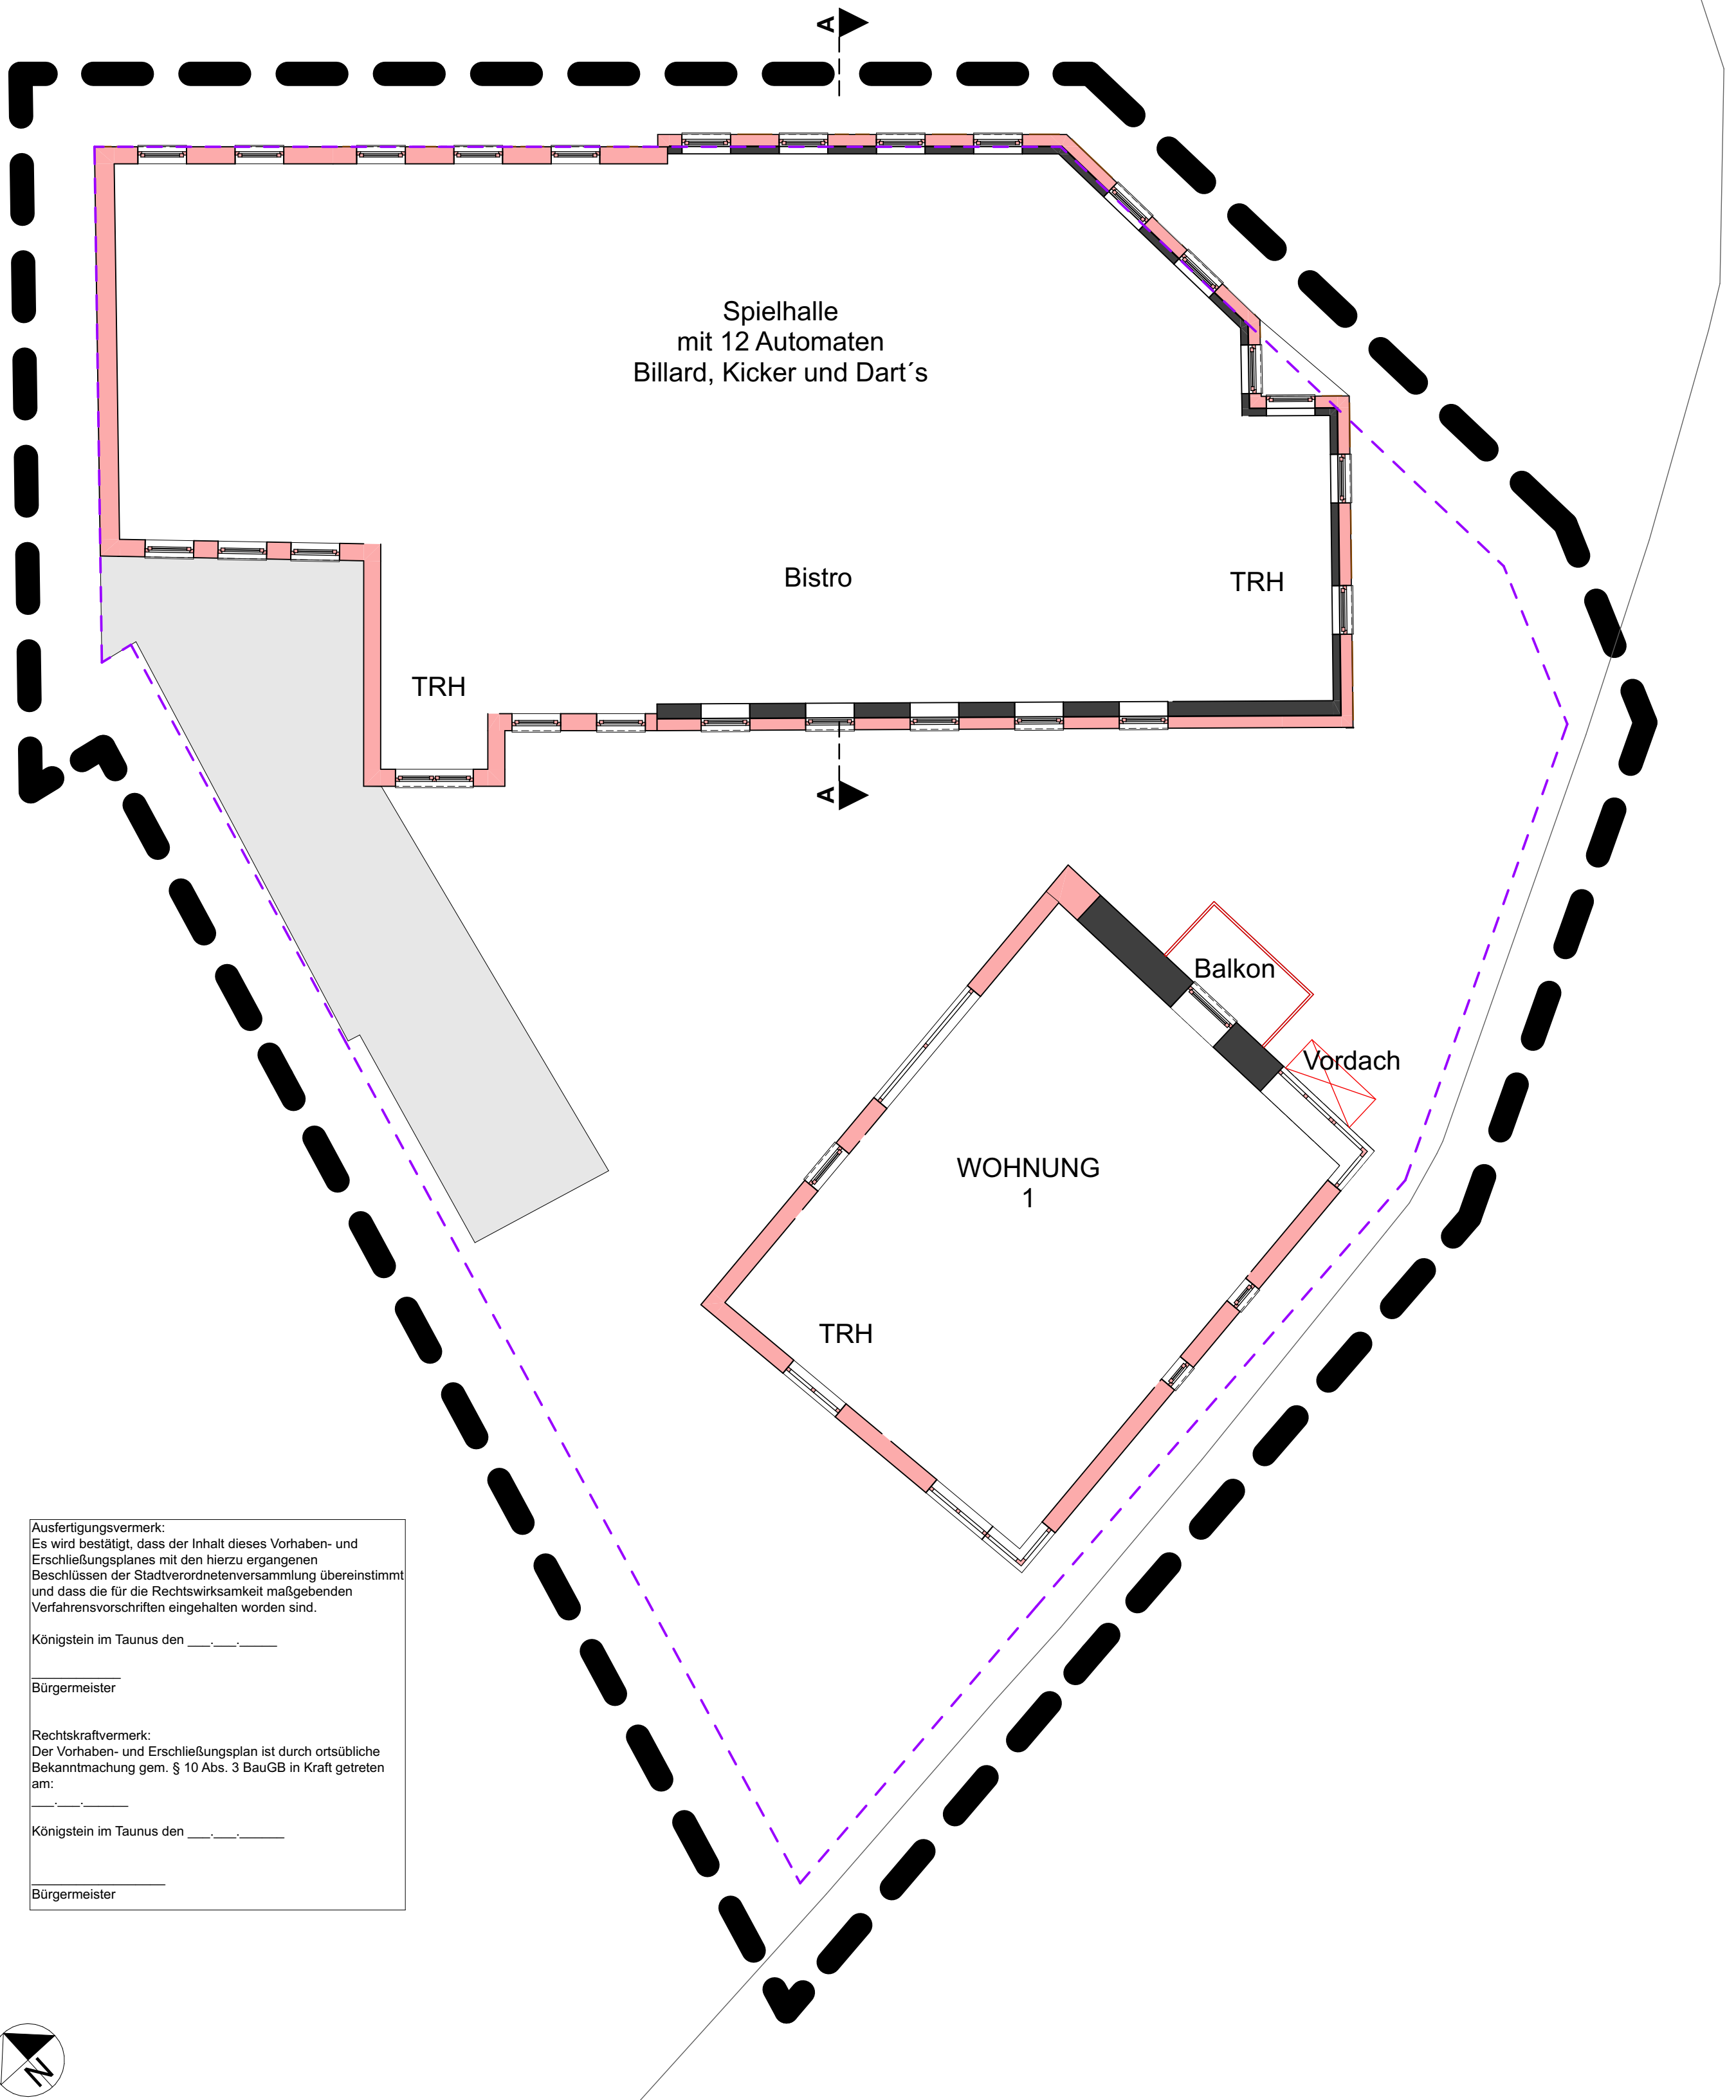 A
Spielhalle
mit 12 Automaten
Billard, Kicker und Dart´s
Bistro
TRH
TRH
A
Balkon
Vordach
WOHNUNG
1
TRH
Ausfertigungsvermerk:
Es wird bestätigt, dass der Inhalt dieses Vorhaben- und
Erschließungsplanes mit den hierzu ergangenen
Beschlüssen der Stadtverordnetenversammlung übereinstimmt
und dass die für die Rechtswirksamkeit maßgebenden
Verfahrensvorschriften eingehalten worden sind.
Königstein im Taunus den ___.___._____
____________
Bürgermeister
Rechtskraftvermerk:
Der Vorhaben- und Erschließungsplan ist durch ortsübliche
Bekanntmachung gem. § 10 Abs. 3 BauGB in Kraft getreten
am:
___.___.______
Königstein im Taunus den ___.___.______
__________________
Bürgermeister
N